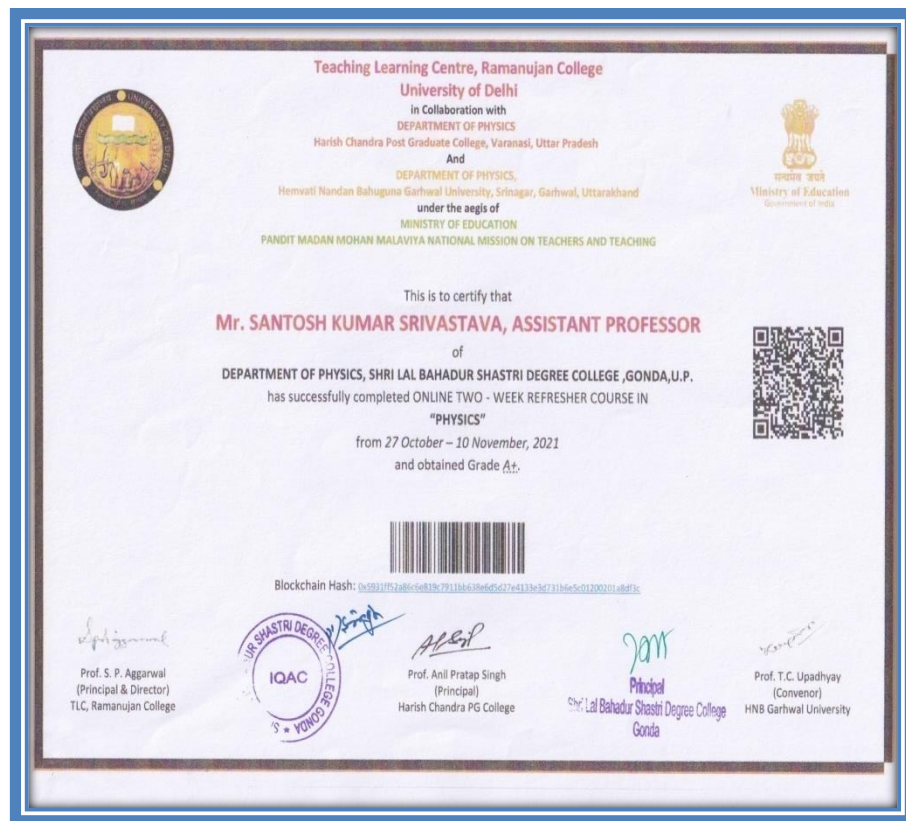 Teaching Learning Centre, Ramanujan College
University of Delhi
in Collaboration with
DEPARTMENT OF PHYSICS
Harish Chandra Post Graduate College, Varanasi, Uttar Pradesh
And
DEPARTMENT OF PHYSICS,
Hemvati Nandan Bahuguna Garhwal University, Srinagar, Garhwal, Uttarakhand
under the aegis of
MINISTRY OF EDUCATION
PANDIT MADAN MOHAN MALAVIYA NATIONAL MISSION ON TEACHERS AND TEACHING
सत्यमेव जयते
Ministry of Education
Government of India
This is to certify that
Mr. SANTOSH KUMAR SRIVASTAVA, ASSISTANT PROFESSOR
of
DEPARTMENT OF PHYSICS, SHRI LAL BAHADUR SHASTRI DEGREE COLLEGE ,GONDA,U.P.
has successfully completed ONLINE TWO - WEEK REFRESHER COURSE IN
"PHYSICS"
from 27 October – 10 November, 2021
and obtained Grade A+.
Blockchain Hash:
Prof. S. P. Aggarwal
(Principal & Director)
TLC, Ramanujan College
SHASTRI DEGREE COLLEGE GONDA
IQAC
Prof. Anil Pratap Singh
(Principal)
Harish Chandra PG College
Principal
Shri Lal Bahadur Shastri Degree College
Gonda
Prof. T.C. Upadhyay
(Convenor)
HNB Garhwal University